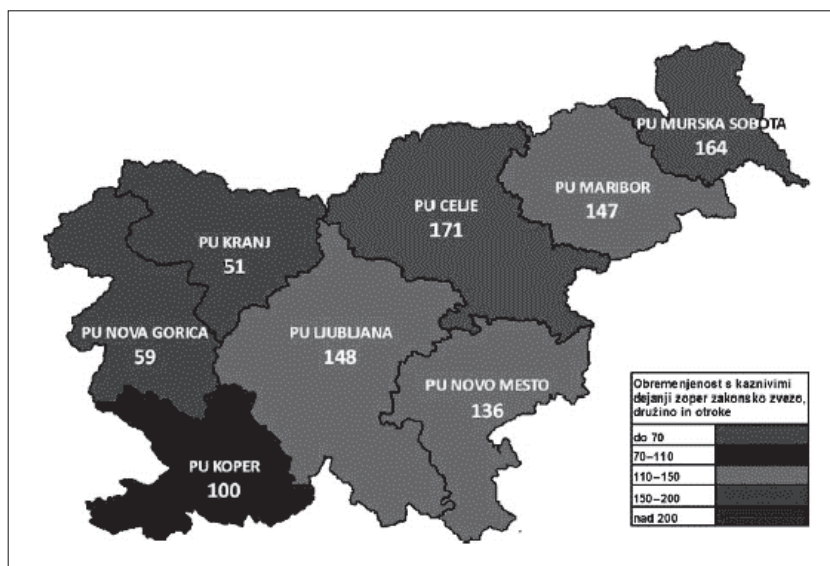 PU MURSKA SOBOTA
164
PU MARIBOR
147
PU CELJE
171
PU KRANJ
51
PU NOVA GORICA
59
PU LJUBLJANA
148
PU NOVO MESTO
136
PU KOPER
100
Obremenjenost s kaznivimi
dejanji zoper zakonsko zvezo,
družino in otroke
do 70
70–110
110–150
150–200
nad 200